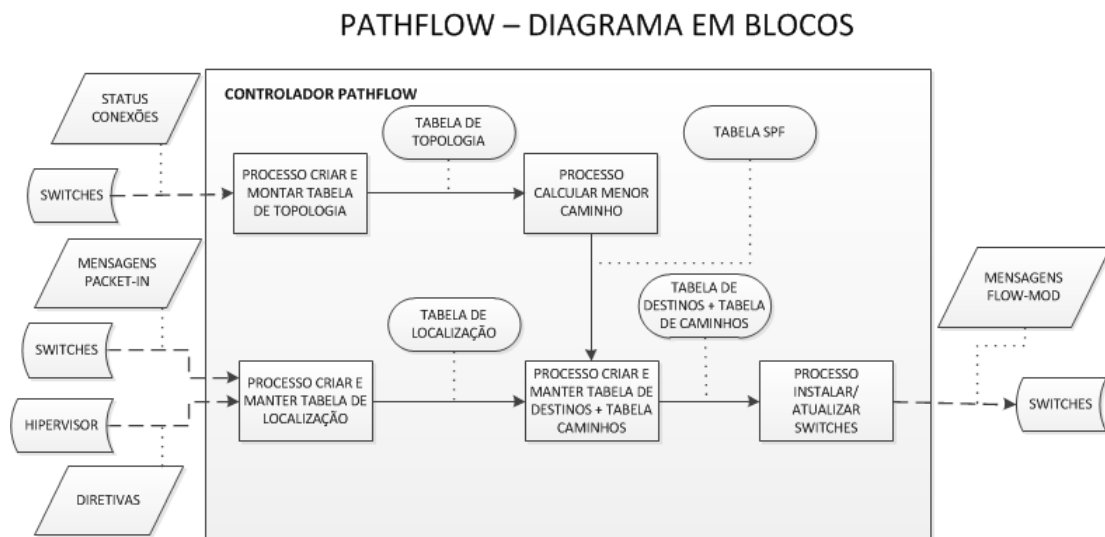 PATHFLOW – DIAGRAMA EM BLOCOS
STATUS
CONEXÕES
CONTROLADOR PATHFLOW
TABELA DE
TOPOLOGIA
TABELA SPF
SWITCHES
PROCESSO CRIAR E
MONTAR TABELA
DE TOPOLOGIA
PROCESSO
CALCULAR MENOR
CAMINHO
MENSAGENS
PACKET-IN
TABELA DE
LOCALIZAÇÃO
TABELA DE
DESTINOS + TABELA
DE CAMINHOS
MENSAGENS
FLOW-MOD
SWITCHES
HIPERVISOR
PROCESSO CRIAR E
MANTER TABELA DE
LOCALIZAÇÃO
PROCESSO CRIAR E
MANTER TABELA DE
DESTINOS + TABELA
CAMINHOS
PROCESSO
INSTALAR/
ATUALIZAR
SWITCHES
SWITCHES
DIRETIVAS